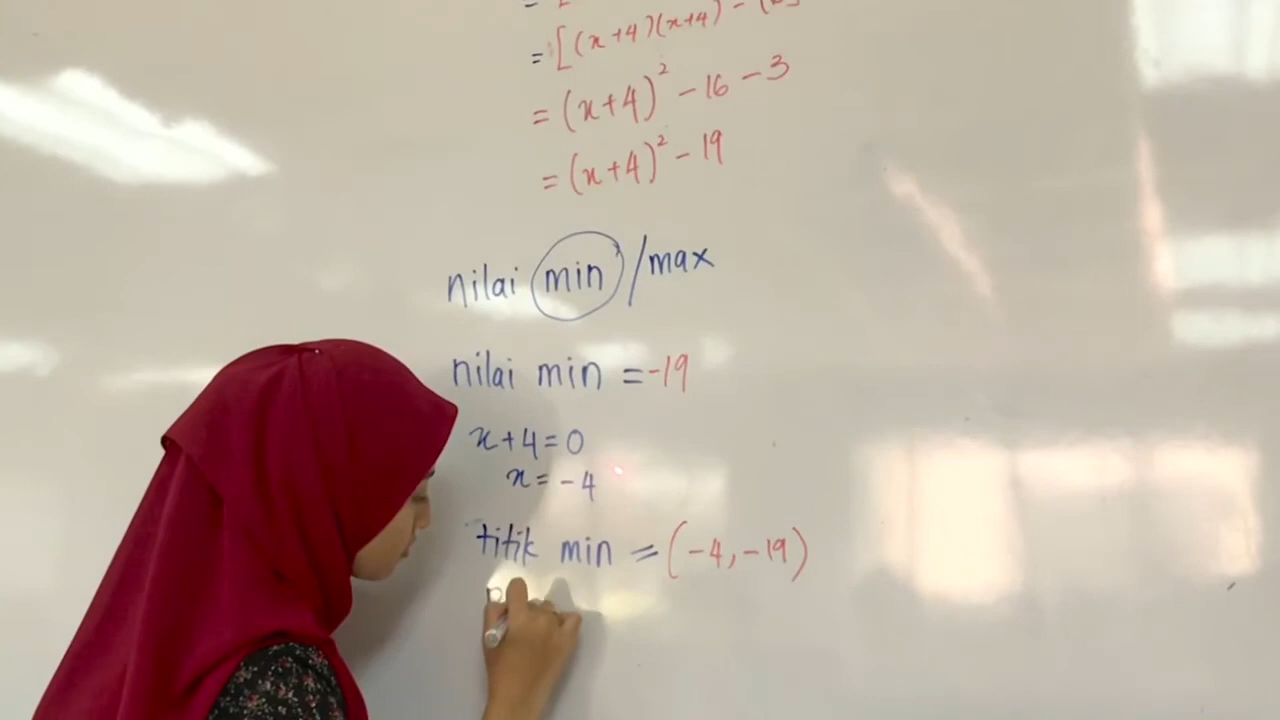 = [(x+4)(x+4) - (
= (x+4)² - 16 - 3
= (x+4)² - 19
nilai min / max
nilai min = -19
x+4=0
x = -4
titik min = (-4, -19)
P